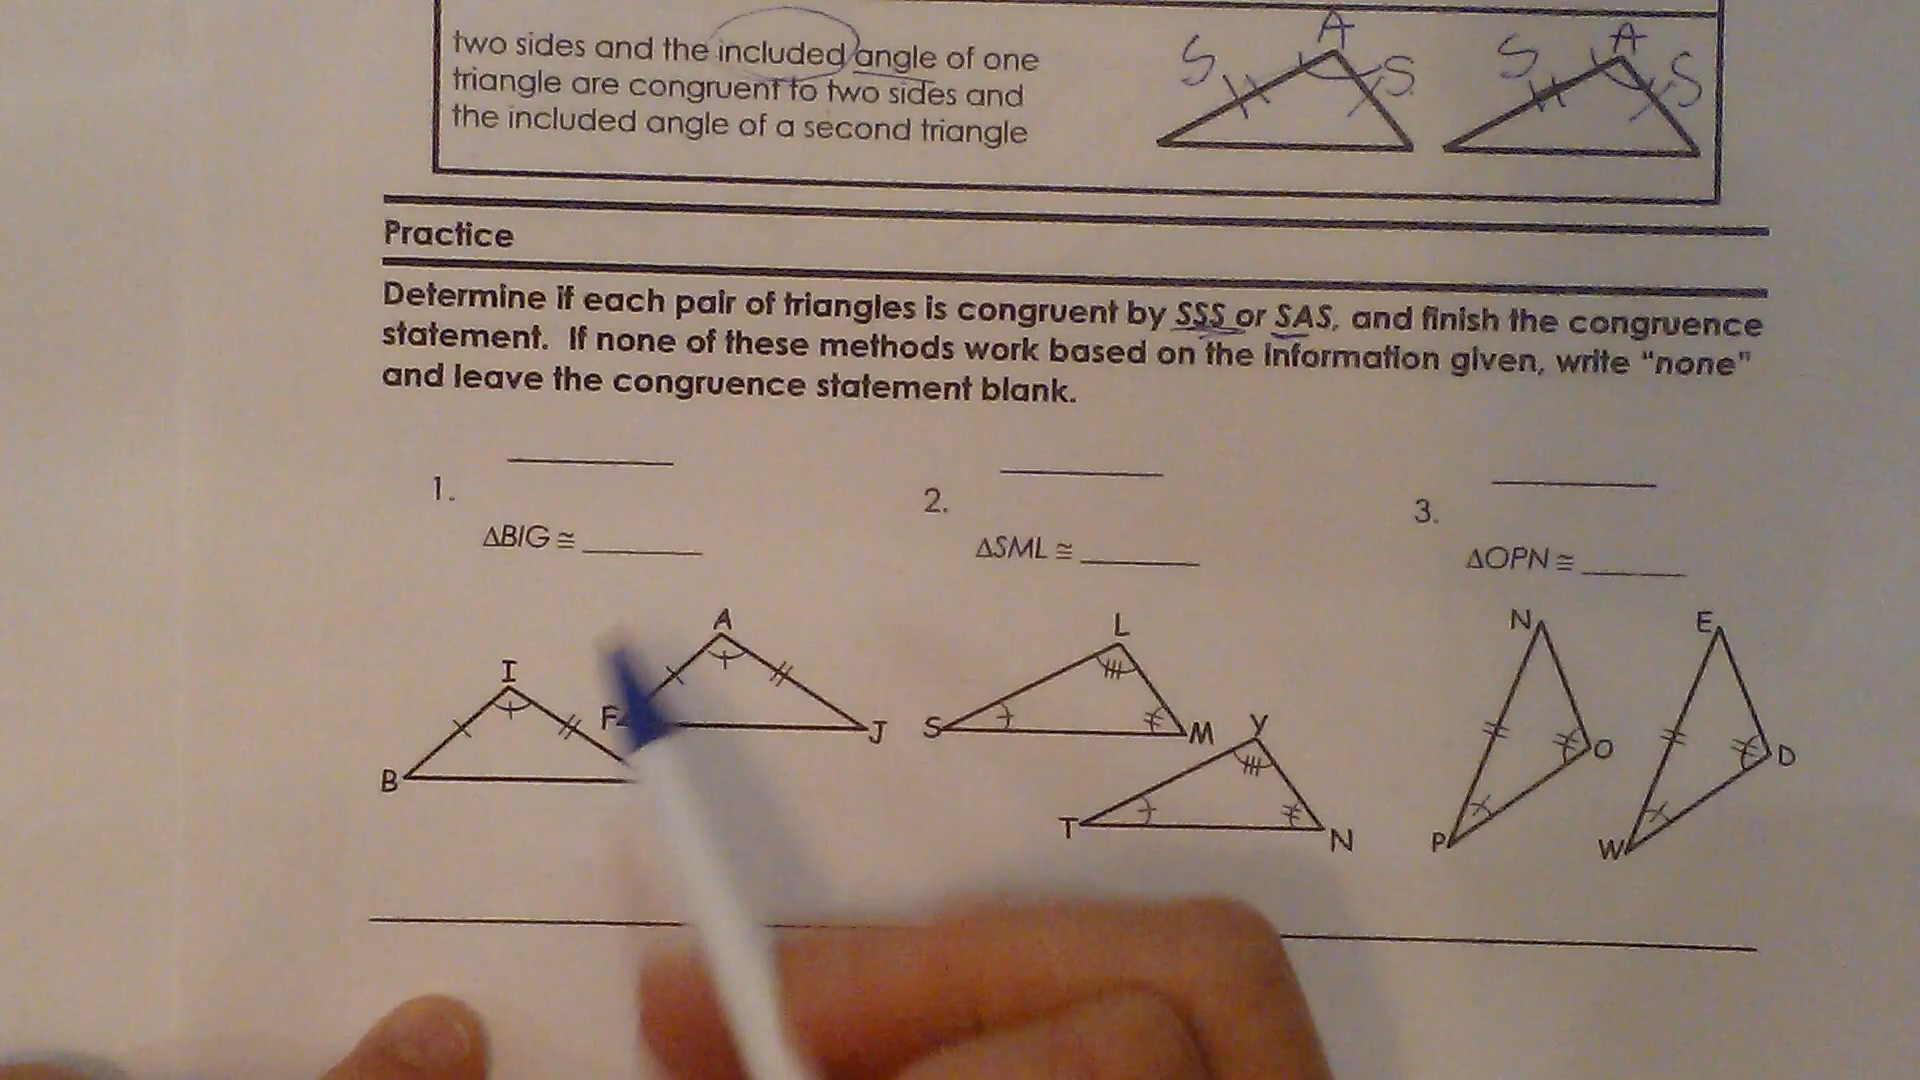 A A
S S S S
two sides and the included angle of one
triangle are congruent to two sides and
the included angle of a second triangle
Practice
Determine if each pair of triangles is congruent by SSS or SAS, and finish the congruence
statement. If none of these methods work based on the information given, write "none"
and leave the congruence statement blank.
1. 2. 3.
ΔBIG ≅ ______ ΔSML ≅ ______ ΔOPN ≅ ______
A L N E
I
F J S M Y O D
B
T N P W